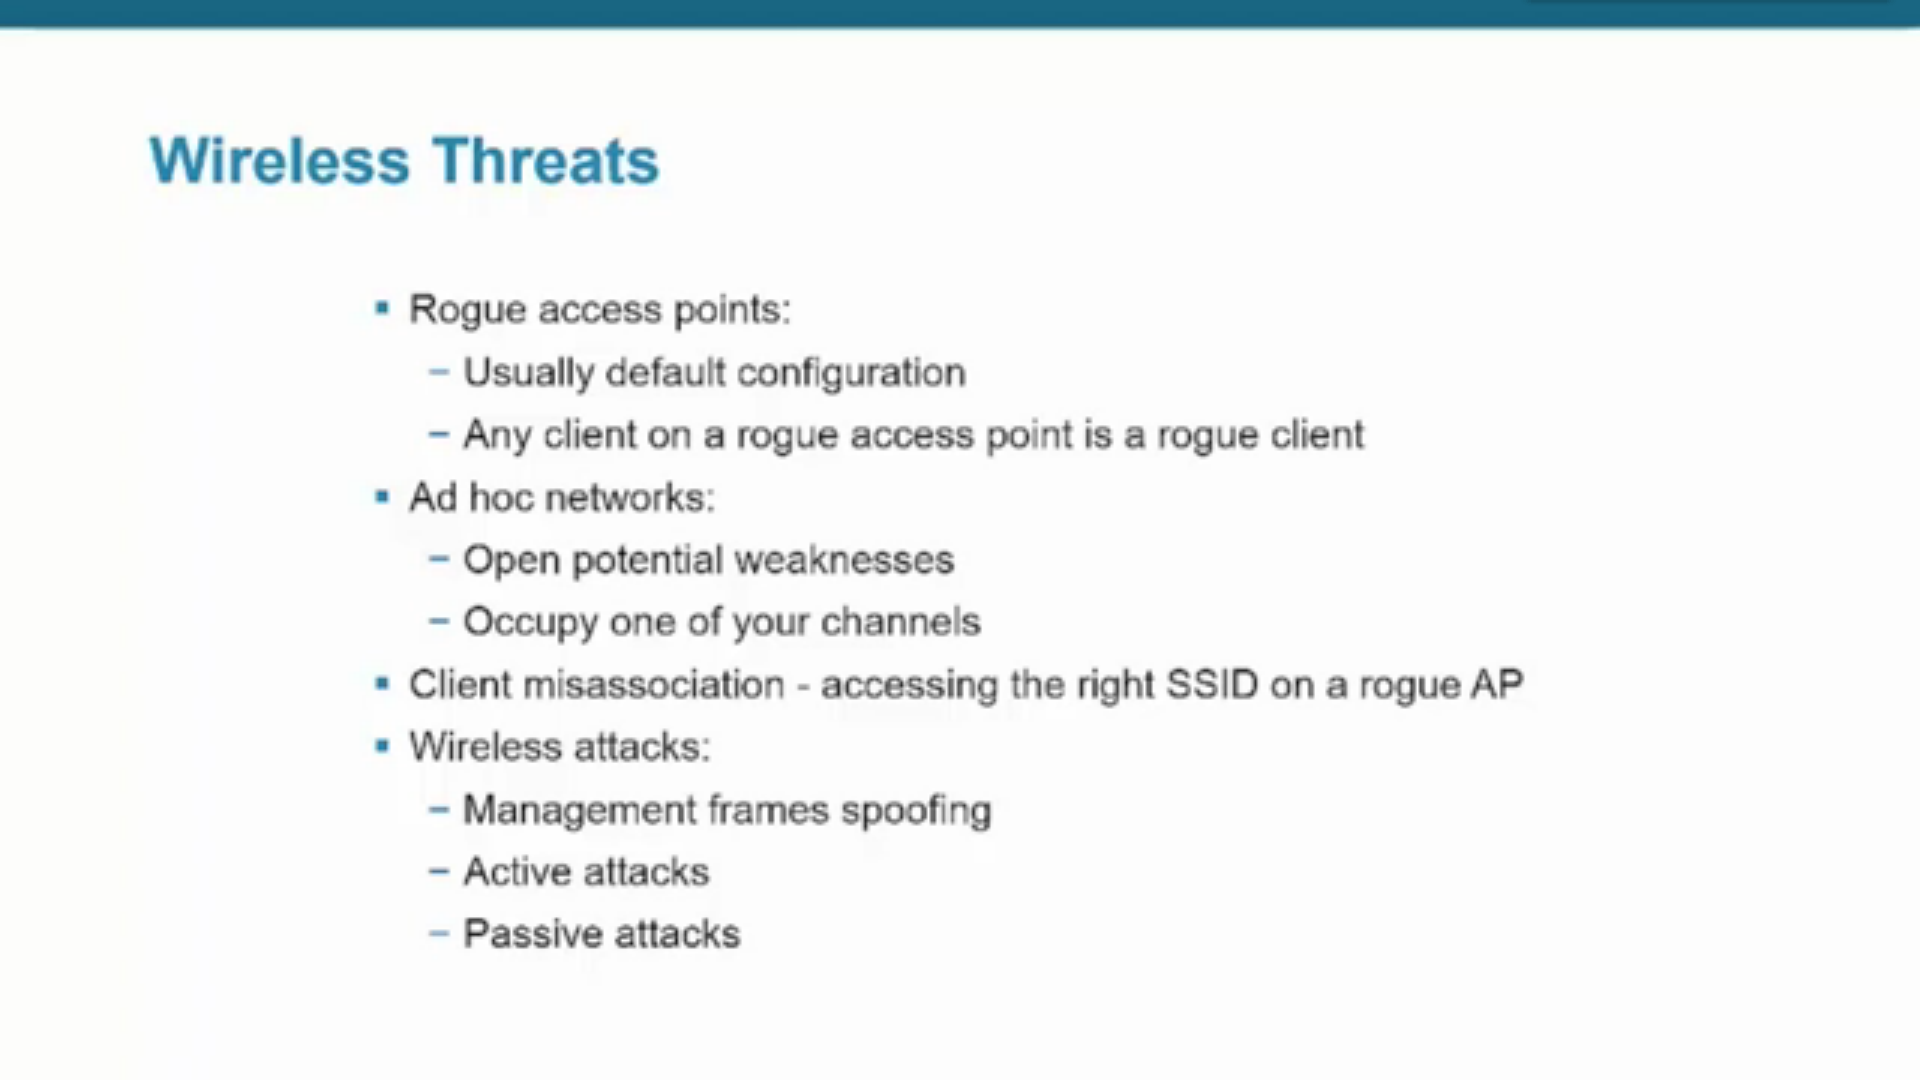 Wireless Threats
▪ Rogue access points:
– Usually default configuration
– Any client on a rogue access point is a rogue client
▪ Ad hoc networks:
– Open potential weaknesses
– Occupy one of your channels
▪ Client misassociation - accessing the right SSID on a rogue AP
▪ Wireless attacks:
– Management frames spoofing
– Active attacks
– Passive attacks